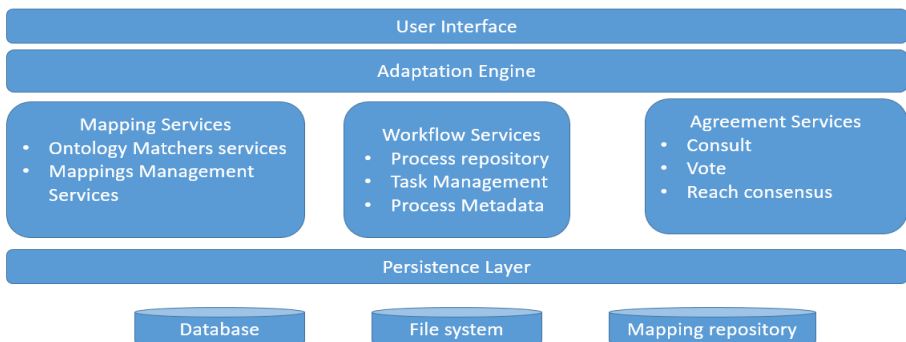 User Interface
Adaptation Engine
Mapping Services
• Ontology Matchers services
• Mappings Management
Services
Workflow Services
• Process repository
• Task Management
• Process Metadata
Agreement Services
• Consult
• Vote
• Reach consensus
Persistence Layer
Database
File system
Mapping repository